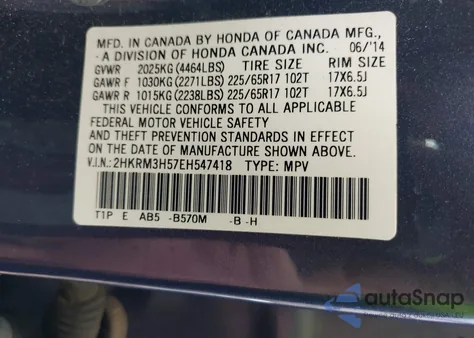 MFD. IN CANADA BY HONDA OF CANADA MFG.,
- A DIVISION OF HONDA CANADA INC. 06/'14
GVWR 2025KG (4464LBS) TIRE SIZE RIM SIZE
GAWR F 1030KG (2271LBS) 225/65R17 102T 17X6.5J
GAWR R 1015KG (2238LBS) 225/65R17 102T 17X6.5J
THIS VEHICLE CONFORMS TO ALL APPLICABLE
FEDERAL MOTOR VEHICLE SAFETY
AND THEFT PREVENTION STANDARDS IN EFFECT
ON THE DATE OF MANUFACTURE SHOWN ABOVE.
V.I.N.: 2HKRM3H57EH547418 TYPE: MPV
T1P E AB5 -B570M -B-H
autoSnap